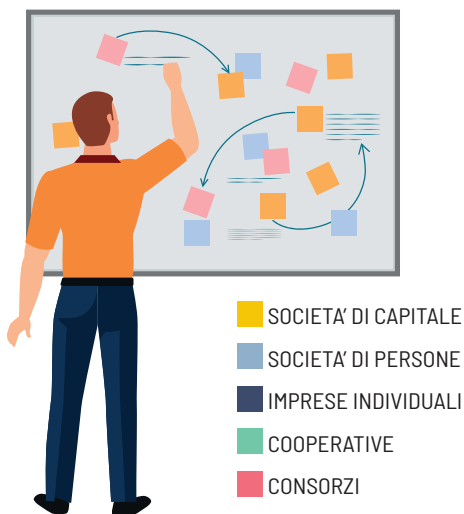 SOCIETA' DI CAPITALE
SOCIETA' DI PERSONE
IMPRESE INDIVIDUALI
COOPERATIVE
CONSORZI